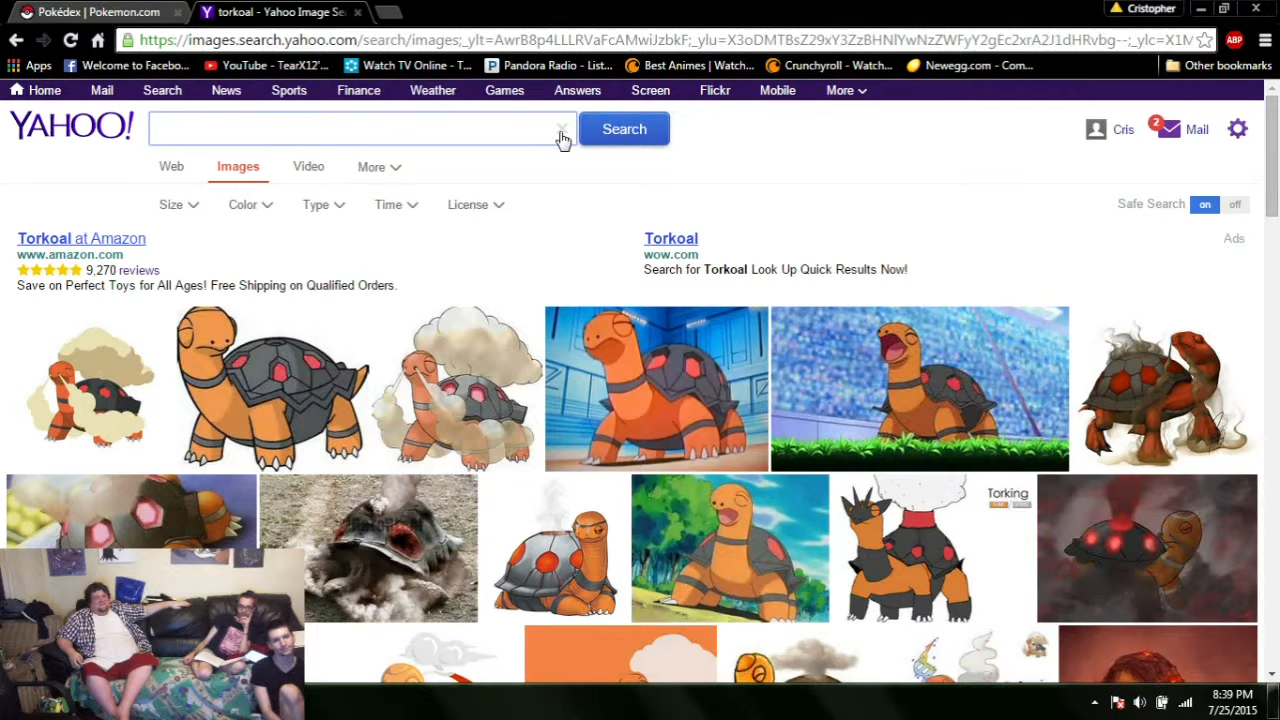 Pokédex | Pokemon.com
torkoal - Yahoo Image Se
Cristopher
https://images.search.yahoo.com/search/images;_ylt=AwrB8p4LLLRVaFcAMwiJzbkF;_ylu=X3oDMTBsZ29xY3ZzBHNlYwNzZWFyY2gEc2xrA2J1dHRvbg--;_ylc=X1M
ABP
Apps
Welcome to Facebo...
YouTube - TearX12'...
Watch TV Online - T...
Pandora Radio - List...
Best Animes | Watch...
Crunchyroll - Watch...
Newegg.com - Com...
Other bookmarks
Home Mail Search News Sports Finance Weather Games Answers Screen Flickr Mobile More
YAHOO!
Search
Cris
2
Mail
Web Images Video More
Size Color Type Time License
Safe Search on off
Torkoal at Amazon
www.amazon.com
9,270 reviews
Save on Perfect Toys for All Ages! Free Shipping on Qualified Orders.
Torkoal
wow.com
Search for Torkoal Look Up Quick Results Now!
Ads
Torking
8:39 PM
7/25/2015